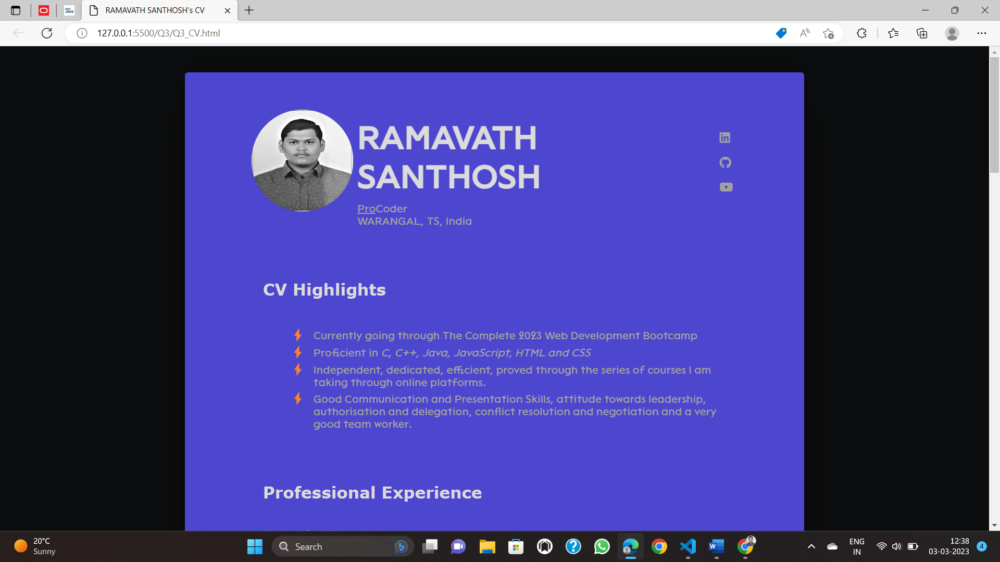 RAMAVATH SANTHOSH's CV
127.0.0.1:5500/Q3/Q3_CV.html
RAMAVATH
SANTHOSH
ProCoder
WARANGAL, TS, India
CV Highlights
Currently going through The Complete 2023 Web Development Bootcamp
Proficient in C, C++, Java, JavaScript, HTML and CSS
Independent, dedicated, efficient, proved through the series of courses I am
taking through online platforms.
Good Communication and Presentation Skills, attitude towards leadership,
authorisation and delegation, conflict resolution and negotiation and a very
good team worker.
Professional Experience
20°C
Sunny
Search
ENG
IN
12:38
03-03-2023
4